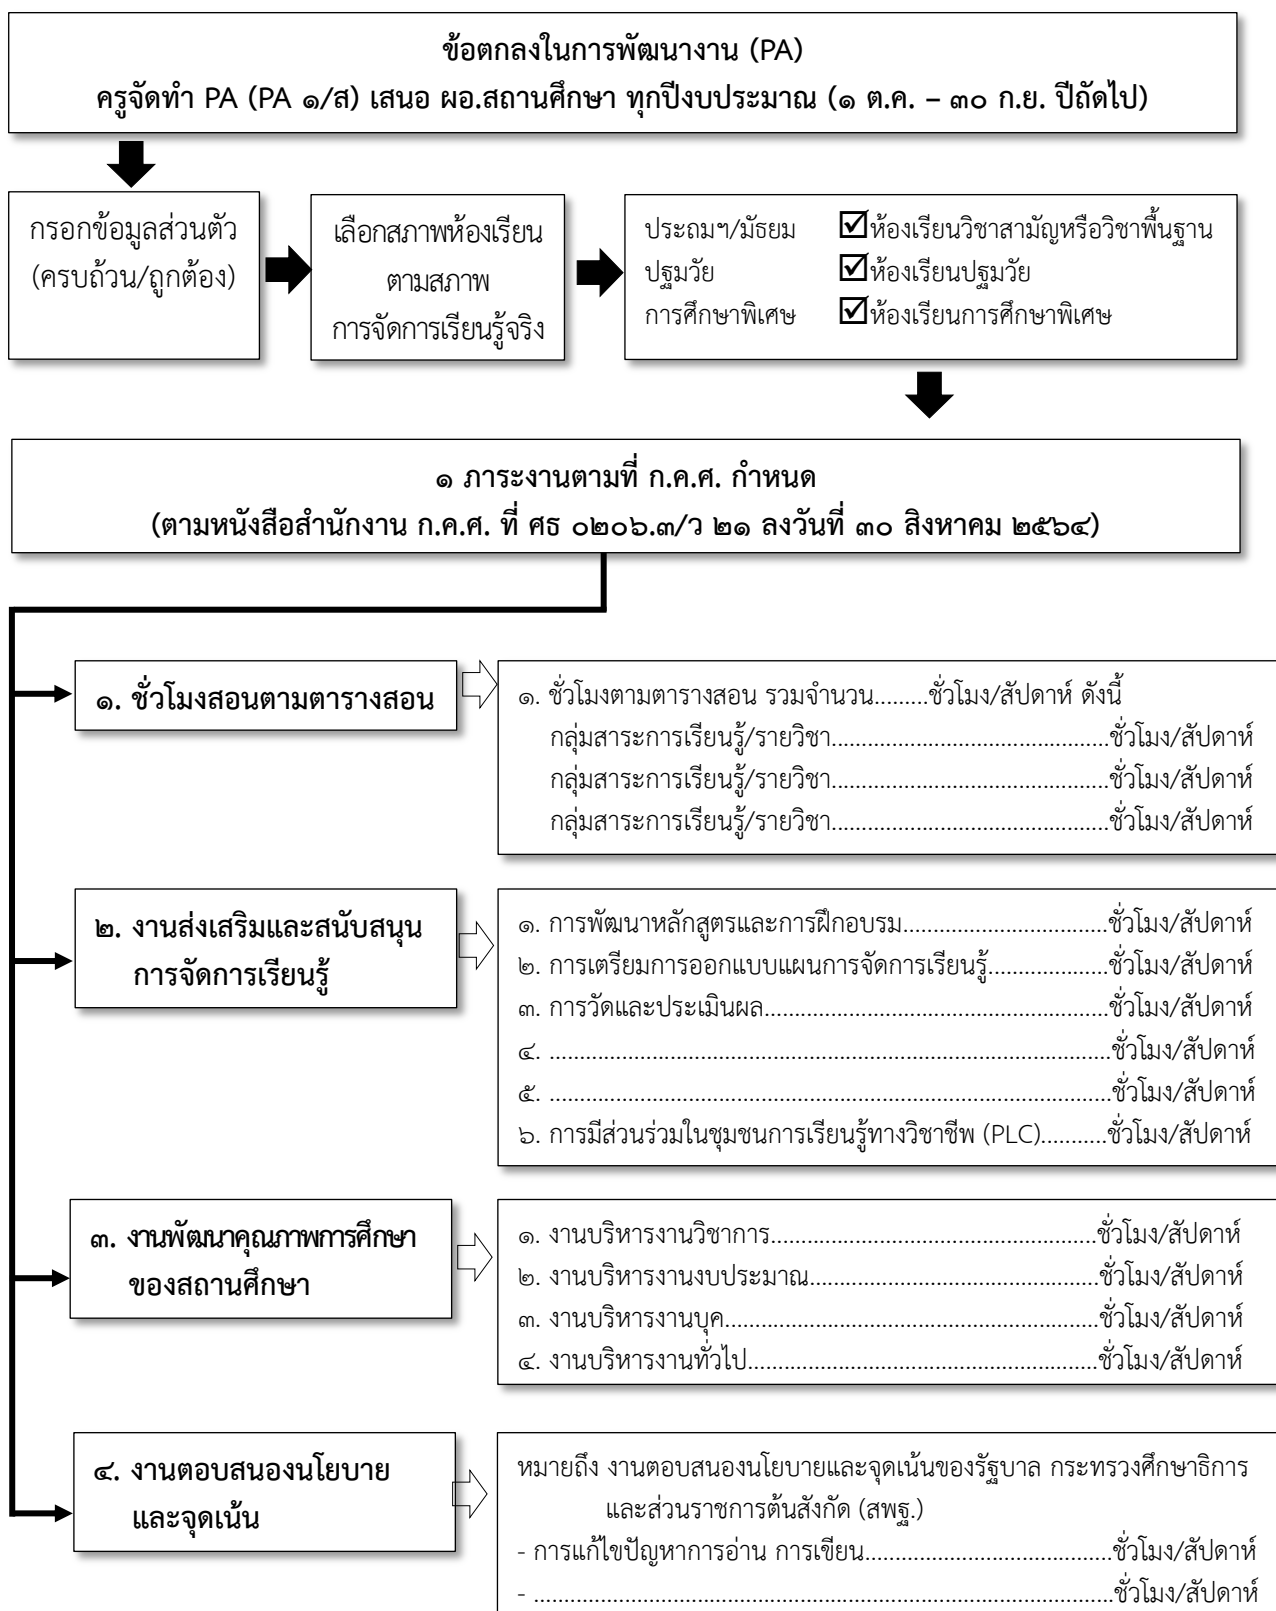 ข้อตกลงในการพัฒนางาน (PA)
ครูจัดทำ PA (PA ๑/ส) เสนอ ผอ.สถานศึกษา ทุกปีงบประมาณ (๑ ต.ค. – ๓๐ ก.ย. ปีถัดไป)
กรอกข้อมูลส่วนตัว
(ครบถ้วน/ถูกต้อง)
เลือกสภาพห้องเรียน
ตามสภาพ
การจัดการเรียนรู้จริง
ประถมฯ/มัธยม ☑ห้องเรียนวิชาสามัญหรือวิชาพื้นฐาน
ปฐมวัย ☑ห้องเรียนปฐมวัย
การศึกษาพิเศษ ☑ห้องเรียนการศึกษาพิเศษ
๑ ภาระงานตามที่ ก.ค.ศ. กำหนด
(ตามหนังสือสำนักงาน ก.ค.ศ. ที่ ศธ ๐๒๐๖.๓/ว ๒๑ ลงวันที่ ๓๐ สิงหาคม ๒๕๖๔)
๑. ชั่วโมงสอนตามตารางสอน
๑. ชั่วโมงตามตารางสอน รวมจำนวน.........ชั่วโมง/สัปดาห์ ดังนี้
กลุ่มสาระการเรียนรู้/รายวิชา...............................................ชั่วโมง/สัปดาห์
กลุ่มสาระการเรียนรู้/รายวิชา...............................................ชั่วโมง/สัปดาห์
กลุ่มสาระการเรียนรู้/รายวิชา...............................................ชั่วโมง/สัปดาห์
๒. งานส่งเสริมและสนับสนุน
การจัดการเรียนรู้
๑. การพัฒนาหลักสูตรและการฝึกอบรม...................................ชั่วโมง/สัปดาห์
๒. การเตรียมการออกแบบแผนการจัดการเรียนรู้....................ชั่วโมง/สัปดาห์
๓. การวัดและประเมินผล...........................................................ชั่วโมง/สัปดาห์
๔. ...............................................................................................ชั่วโมง/สัปดาห์
๕. ...............................................................................................ชั่วโมง/สัปดาห์
๖. การมีส่วนร่วมในชุมชนการเรียนรู้ทางวิชาชีพ (PLC)...........ชั่วโมง/สัปดาห์
๓. งานพัฒนาคุณภาพการศึกษา
ของสถานศึกษา
๑. งานบริหารงานวิชาการ.......................................................ชั่วโมง/สัปดาห์
๒. งานบริหารงานงบประมาณ.................................................ชั่วโมง/สัปดาห์
๓. งานบริหารงานบุค...............................................................ชั่วโมง/สัปดาห์
๔. งานบริหารงานทั่วไป...........................................................ชั่วโมง/สัปดาห์
๔. งานตอบสนองนโยบาย
และจุดเน้น
หมายถึง งานตอบสนองนโยบายและจุดเน้นของรัฐบาล กระทรวงศึกษาธิการ
และส่วนราชการต้นสังกัด (สพฐ.)
- การแก้ไขปัญหาการอ่าน การเขียน..........................................ชั่วโมง/สัปดาห์
- ..................................................................................................ชั่วโมง/สัปดาห์